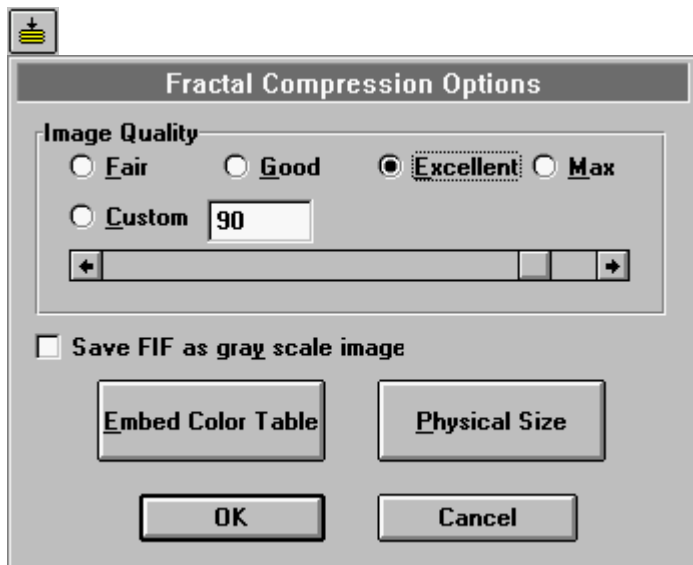 Fractal Compression Options
Image Quality
Fair Good Excellent Max
Custom 90
Save FIF as gray scale image
Embed Color Table Physical Size
OK Cancel